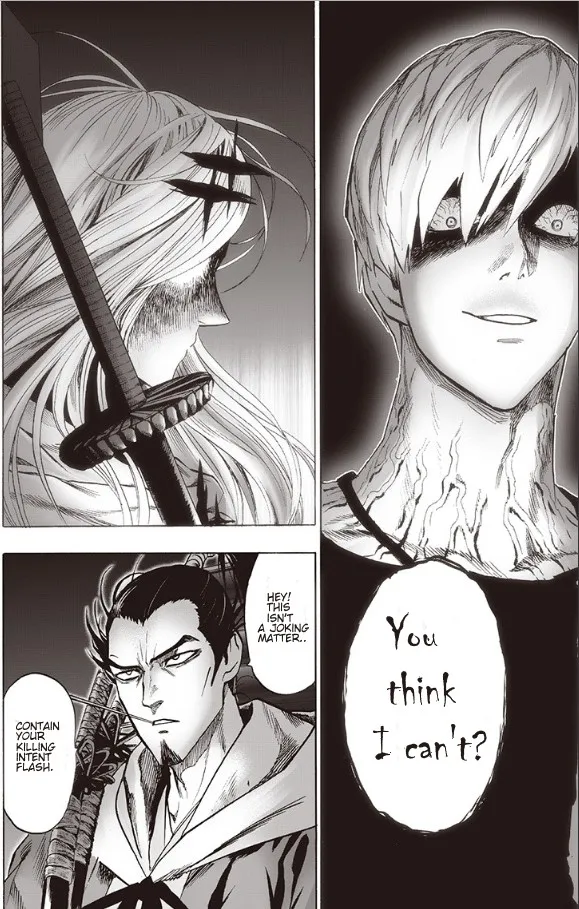 You
think
I can't?
HEY!
THIS
ISN'T
A JOKING
MATTER..
CONTAIN
YOUR
KILLING
INTENT
FLASH.